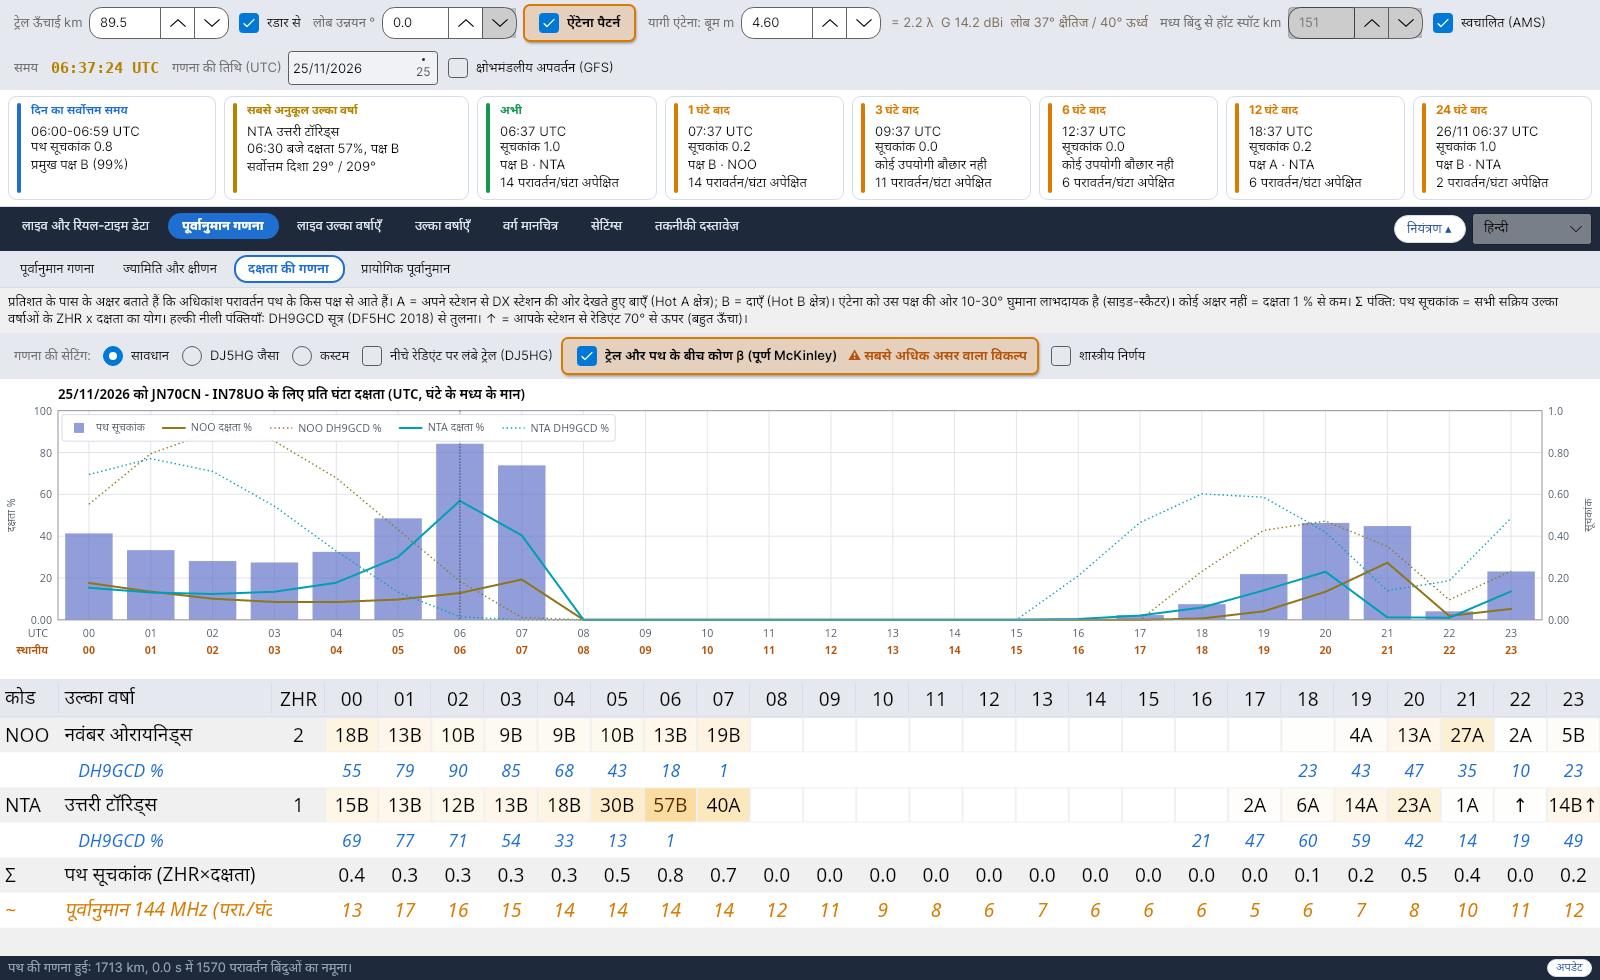 ट्रेल ऊँचाई km 89.5 रडार से लोब उन्नयन ° 0.0 ऐंटेना पैटर्न यागी एंटेना: बूम m 4.60 = 2.2 λ G 14.2 dBi लोब 37° क्षैतिज / 40° ऊर्ध्व मध्य बिंदु से हॉट स्पॉट km 151 स्वचालित (AMS)
समय 06:37:24 UTC गणना की तिथि (UTC) 25/11/2026 25 क्षोभमंडलीय अपवर्तन (GFS)
दिन का सर्वोत्तम समय
06:00-06:59 UTC
पथ सूचकांक 0.8
प्रमुख पक्ष B (99%)
सबसे अनुकूल उल्का वर्षा
NTA उत्तरी टॉरिड्स
06:30 बजे दक्षता 57%, पक्ष B
सर्वोत्तम दिशा 29° / 209°
अभी
06:37 UTC
सूचकांक 1.0
पक्ष B · NTA
14 परावर्तन/घंटा अपेक्षित
1 घंटे बाद
07:37 UTC
सूचकांक 0.2
पक्ष B · NOO
14 परावर्तन/घंटा अपेक्षित
3 घंटे बाद
09:37 UTC
सूचकांक 0.0
कोई उपयोगी बौछार नहीं
11 परावर्तन/घंटा अपेक्षित
6 घंटे बाद
12:37 UTC
सूचकांक 0.0
कोई उपयोगी बौछार नहीं
6 परावर्तन/घंटा अपेक्षित
12 घंटे बाद
18:37 UTC
सूचकांक 0.2
पक्ष A · NTA
6 परावर्तन/घंटा अपेक्षित
24 घंटे बाद
26/11 06:37 UTC
सूचकांक 1.0
पक्ष B · NTA
2 परावर्तन/घंटा अपेक्षित
लाइव और रियल-टाइम डेटा पूर्वानुमान गणना लाइव उल्का वर्षाएँ उल्का वर्षाएँ वर्ग मानचित्र सेटिंग्स तकनीकी दस्तावेज़ नियंत्रण ▴ हिन्दी
पूर्वानुमान गणना ज्यामिति और क्षीणन दक्षता की गणना प्रायोगिक पूर्वानुमान
प्रतिशत के पास के अक्षर बताते हैं कि अधिकांश परावर्तन पथ के किस पक्ष से आते हैं। A = अपने स्टेशन से DX स्टेशन की ओर देखते हुए बाएँ (Hot A क्षेत्र); B = दाएँ (Hot B क्षेत्र)। एंटेना को उस पक्ष की ओर 10-30° घुमाना लाभदायक है (साइड-स्कैटर)। कोई अक्षर नहीं = दक्षता 1 % से कम। Σ पंक्ति: पथ सूचकांक = सभी सक्रिय उल्का
वर्षाओं के ZHR x दक्षता का योग। हल्की नीली पंक्तियाँ: DH9GCD सूत्र (DF5HC 2018) से तुलना। ↑ = आपके स्टेशन से रेडिएंट 70° से ऊपर (बहुत ऊँचा)।
गणना की सेटिंग: सावधान DJ5HG जैसा कस्टम नीचे रेडिएंट पर लंबे ट्रेल (DJ5HG) ट्रेल और पथ के बीच कोण β (पूर्ण McKinley) ⚠ सबसे अधिक असर वाला विकल्प शास्त्रीय निर्णय
25/11/2026 को JN70CN - IN78UO के लिए प्रति घंटा दक्षता (UTC, घंटे के मध्य के मान)
पथ सूचकांक NOO दक्षता % NOO DH9GCD % NTA दक्षता % NTA DH9GCD %
100 1.0
80 0.80
60 0.60
दक्षता % सूचकांक
40 0.40
20 0.20
0.00 0.00
UTC 00 01 02 03 04 05 06 07 08 09 10 11 12 13 14 15 16 17 18 19 20 21 22 23
स्थानीय 00 01 02 03 04 05 06 07 08 09 10 11 12 13 14 15 16 17 18 19 20 21 22 23
कोड उल्का वर्षा ZHR 00 01 02 03 04 05 06 07 08 09 10 11 12 13 14 15 16 17 18 19 20 21 22 23
NOO नवंबर ओरायनिड्स 2 18B 13B 10B 9B 9B 10B 13B 19B 4A 13A 27A 2A 5B
DH9GCD % 55 79 90 85 68 43 18 1 23 43 47 35 10 23
NTA उत्तरी टॉरिड्स 1 15B 13B 12B 13B 18B 30B 57B 40A 2A 6A 14A 23A 1A ↑ 14B↑
DH9GCD % 69 77 71 54 33 13 1 21 47 60 59 42 14 19 49
Σ पथ सूचकांक (ZHR×दक्षता) 0.4 0.3 0.3 0.3 0.3 0.5 0.8 0.7 0.0 0.0 0.0 0.0 0.0 0.0 0.0 0.0 0.0 0.0 0.1 0.2 0.5 0.4 0.0 0.2
~ पूर्वानुमान 144 MHz (परा./घंट 13 17 16 15 14 14 14 14 12 11 9 8 6 7 6 6 6 5 6 7 8 10 11 12
पथ की गणना हुई: 1713 km, 0.0 s में 1570 परावर्तन बिंदुओं का नमूना। अपडेट